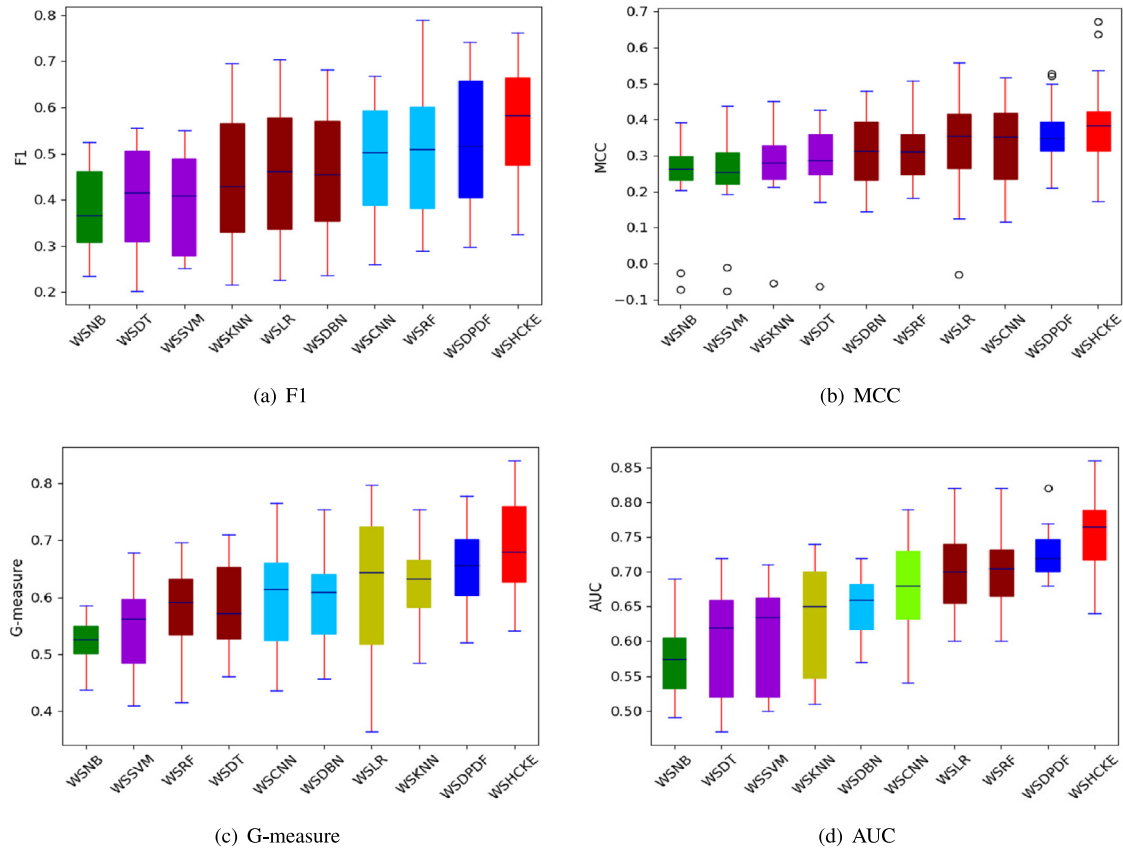 0.8
0.7
0.6
0.5
0.4
0.3
0.2
F1
WSNB
WSDT
WSSVM
WSKNN
WSLR
WSDBN
WSCNN
WSRF
WSDPDF
WSHCKE
(a) F1
0.7
0.6
0.5
0.4
0.3
0.2
0.1
0.0
−0.1
MCC
WSNB
WSSVM
WSKNN
WSDT
WSDBN
WSRF
WSLR
WSCNN
WSDPDF
WSHCKE
(b) MCC
0.8
0.7
0.6
0.5
0.4
G-measure
WSNB
WSSVM
WSRF
WSDT
WSCNN
WSDBN
WSLR
WSKNN
WSDPDF
WSHCKE
(c) G-measure
0.85
0.80
0.75
0.70
0.65
0.60
0.55
0.50
AUC
WSNB
WSDT
WSSVM
WSKNN
WSDBN
WSCNN
WSLR
WSRF
WSDPDF
WSHCKE
(d) AUC